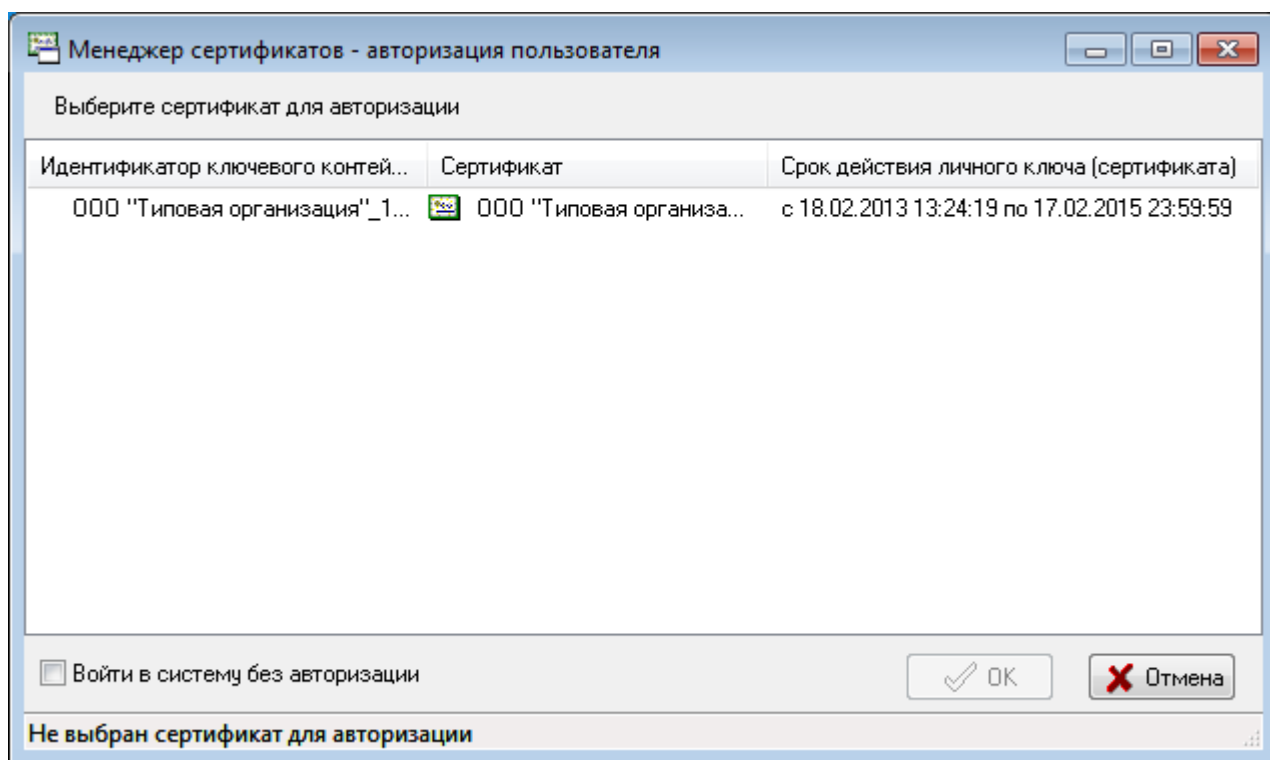 Менеджер сертификатов - авторизация пользователя
Выберите сертификат для авторизации
Идентификатор ключевого контей... Сертификат Срок действия личного ключа (сертификата)
ООО "Типовая организация"_1... ООО "Типовая организа... с 18.02.2013 13:24:19 по 17.02.2015 23:59:59
Войти в систему без авторизации OK Отмена
Не выбран сертификат для авторизации